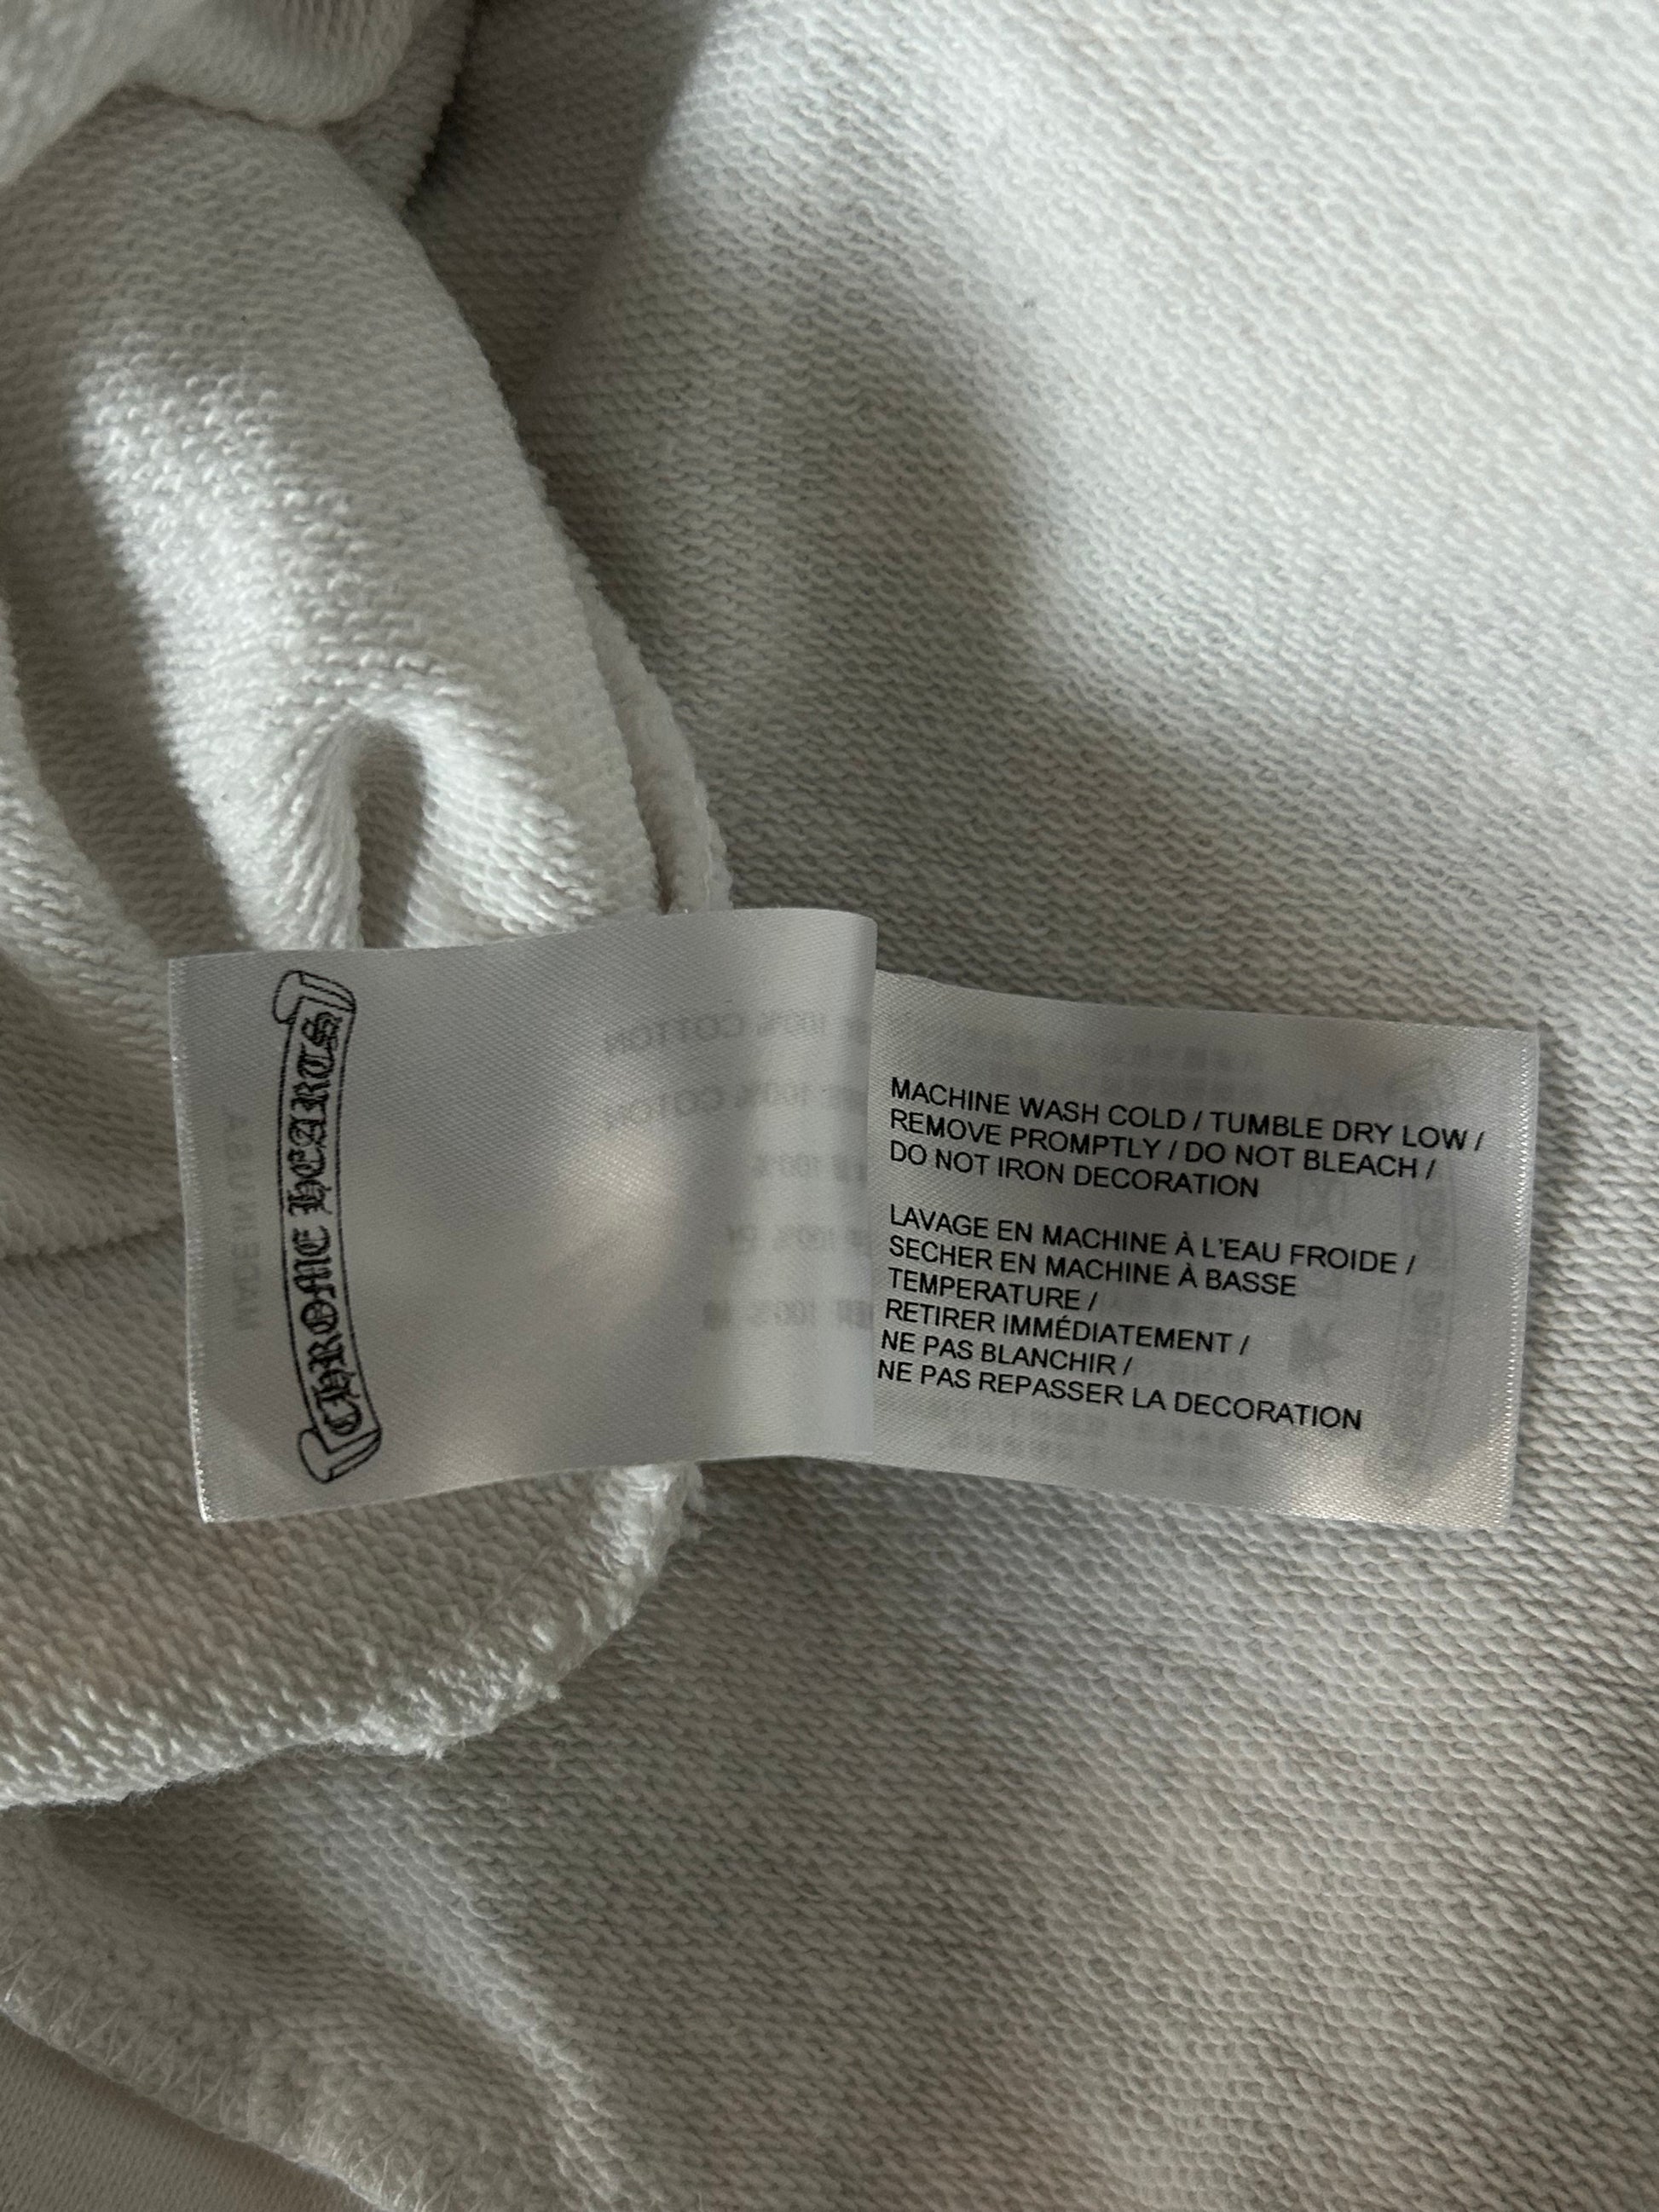 CHROME HEARTS
MACHINE WASH COLD / TUMBLE DRY LOW /
REMOVE PROMPTLY / DO NOT BLEACH /
DO NOT IRON DECORATION
LAVAGE EN MACHINE À L'EAU FROIDE /
SECHER EN MACHINE À BASSE
TEMPERATURE /
RETIRER IMMÉDIATEMENT /
NE PAS BLANCHIR /
NE PAS REPASSER LA DECORATION